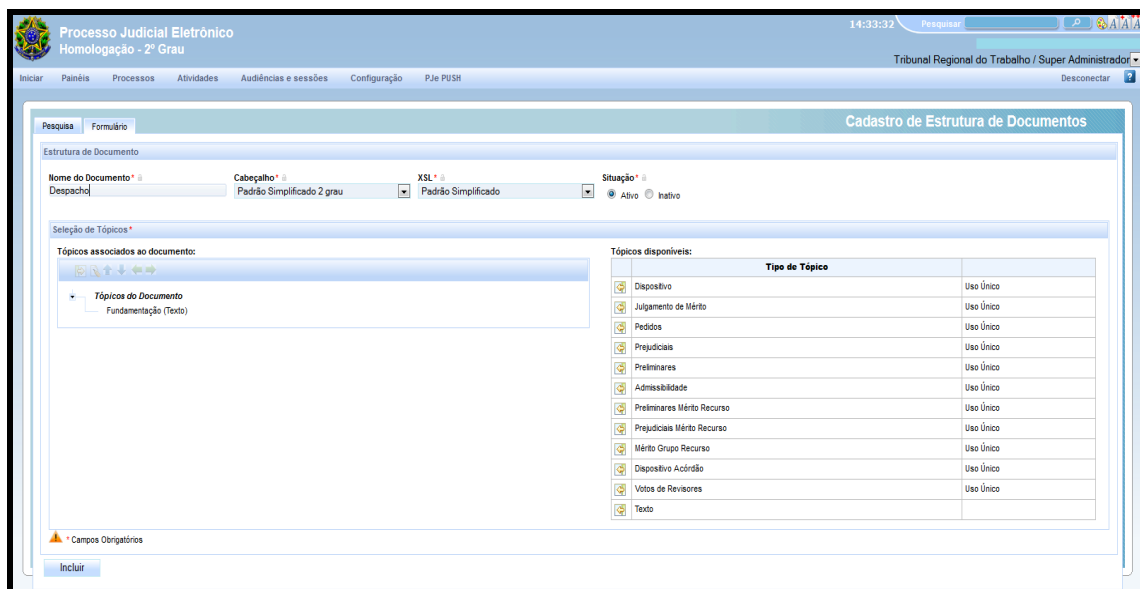 Processo Judicial Eletrônico
Homologação - 2º Grau
14:33:32 Pesquisar A A A
Tribunal Regional do Trabalho / Super Administrador
Iniciar Painéis Processos Atividades Audiências e sessões Configuração PJe PUSH Desconectar ?
Pesquisa Formulário Cadastro de Estrutura de Documentos
Estrutura de Documento
Nome do Documento* Cabeçalho* XSL* Situação*
Despacho Padrão Simplificado 2 grau Padrão Simplificado Ativo Inativo
Seleção de Tópicos*
Tópicos associados ao documento: Tópicos disponíveis:
Tipo de Tópico
Tópicos do Documento
Fundamentação (Texto)
Dispositivo Uso Único
Julgamento de Mérito Uso Único
Pedidos Uso Único
Prejudiciais Uso Único
Preliminares Uso Único
Admissibilidade Uso Único
Preliminares Mérito Recurso Uso Único
Prejudiciais Mérito Recurso Uso Único
Mérito Grupo Recurso Uso Único
Dispositivo Acórdão Uso Único
Votos de Revisores Uso Único
Texto
* Campos Obrigatórios
Incluir